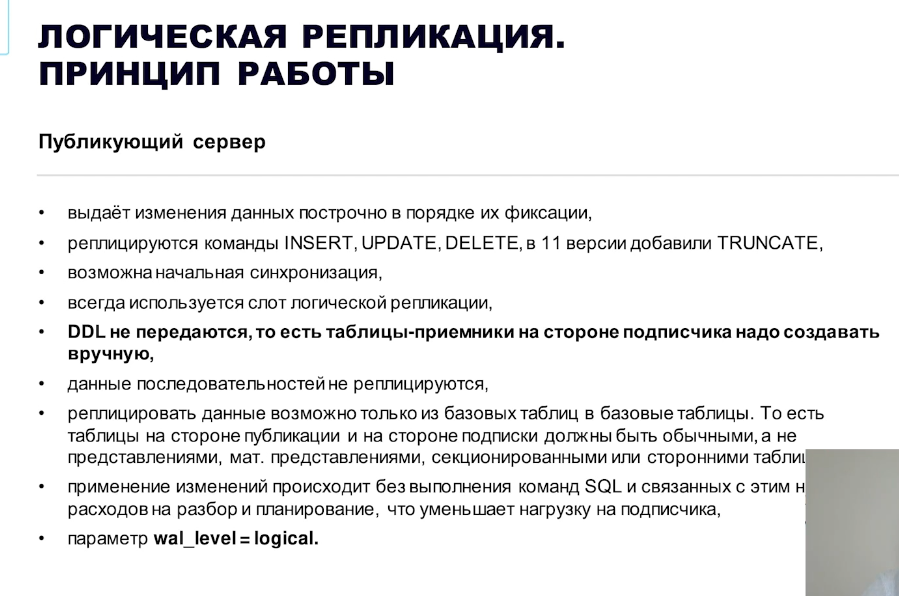 ЛОГИЧЕСКАЯ РЕПЛИКАЦИЯ.
ПРИНЦИП РАБОТЫ
Публикующий сервер
• выдаёт изменения данных построчно в порядке их фиксации,
• реплицируются команды INSERT, UPDATE, DELETE, в 11 версии добавили TRUNCATE,
• возможна начальная синхронизация,
• всегда используется слот логической репликации,
• DDL не передаются, то есть таблицы-приемники на стороне подписчика надо создавать
вручную,
• данные последовательностей не реплицируются,
• реплицировать данные возможно только из базовых таблиц в базовые таблицы. То есть
таблицы на стороне публикации и на стороне подписки должны быть обычными, а не
представлениями, мат. представлениями, секционированными или сторонними
• применение изменений происходит без выполнения команд SQL и связанных с этим
расходов на разбор и планирование, что уменьшает нагрузку на подписчика,
• параметр wal_level = logical.